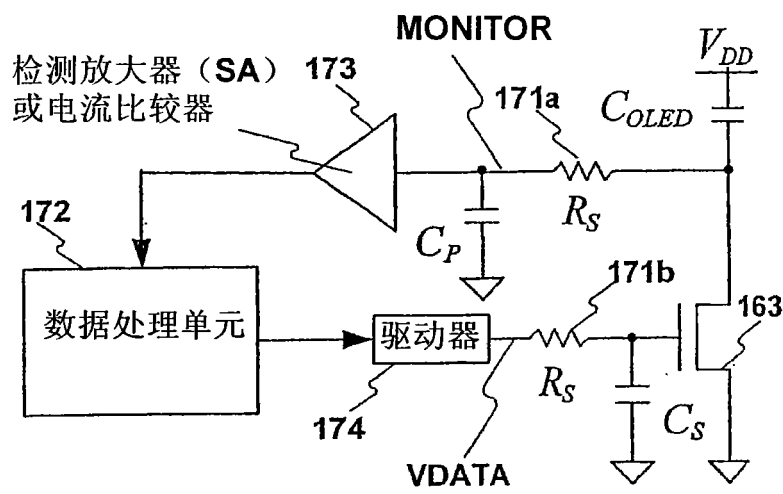 MONITOR
V_DD
检测放大器（SA）
或电流比较器
173
171a
C_OLED
R_S
172
C_P
171b
数据处理单元
驱动器
163
R_S
C_S
174
VDATA